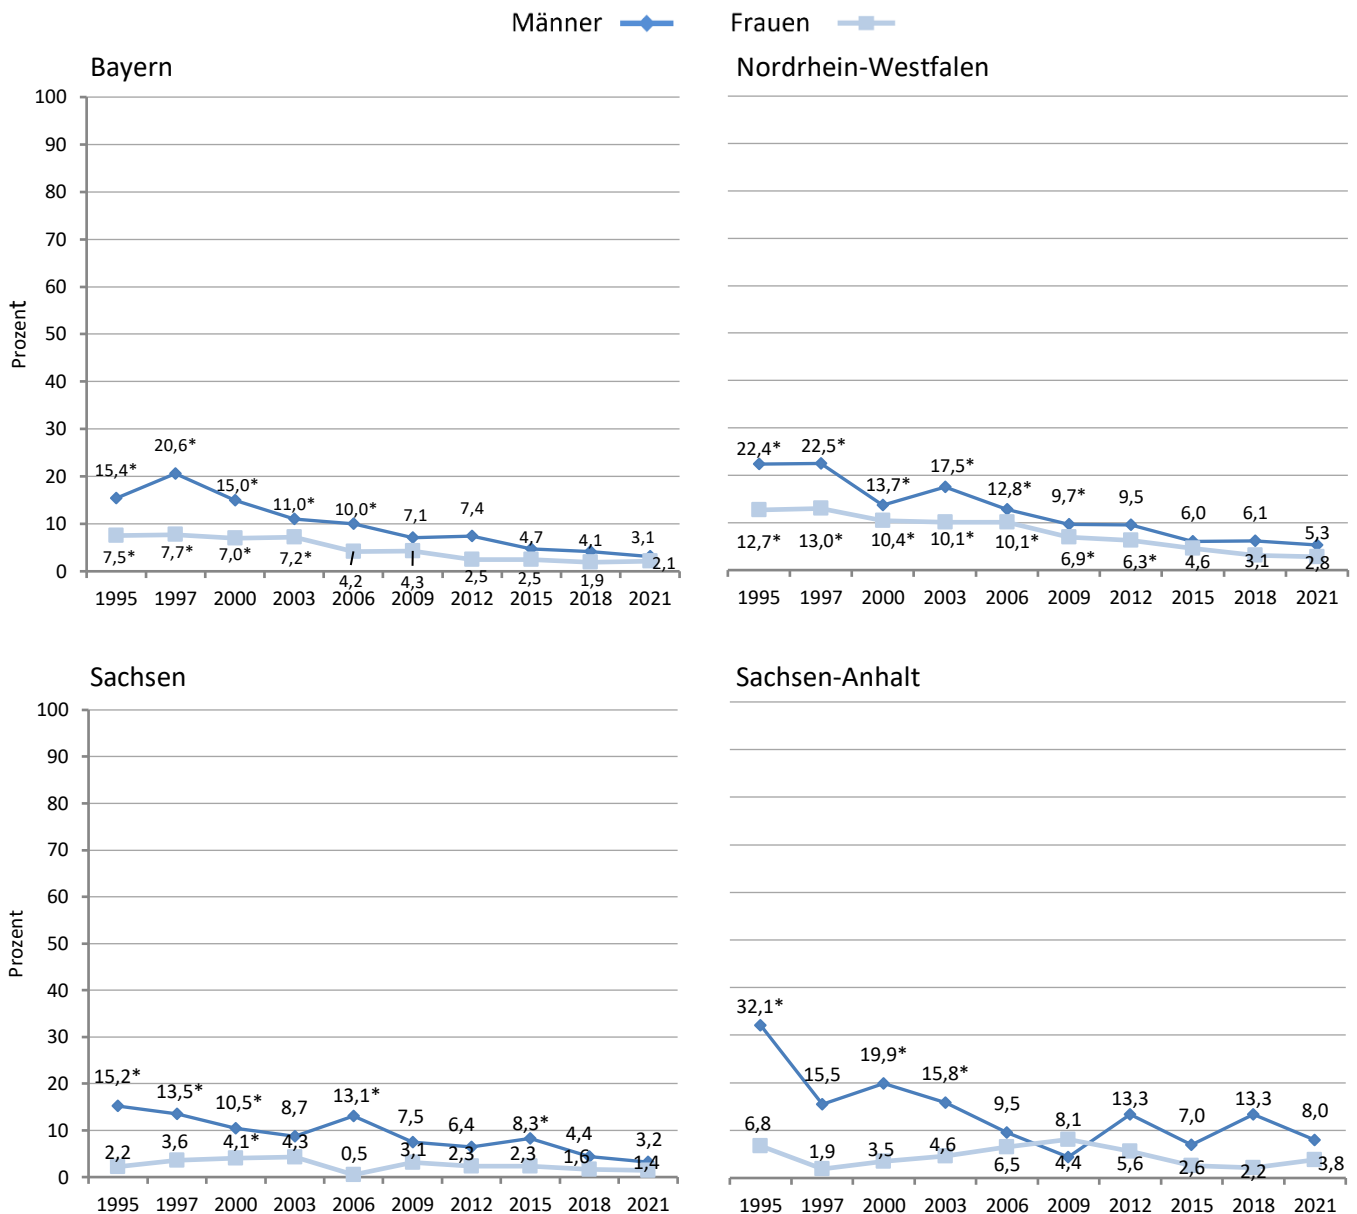 Männer Frauen
Bayern Nordrhein-Westfalen
100
90
80
70
60
50
40
30
20
10
0
Prozent
15,4* 20,6* 15,0* 11,0* 10,0* 7,1 7,4 4,7 4,1 3,1
7,5* 7,7* 7,0* 7,2* 4,2 4,3 2,5 2,5 1,9 2,1
1995 1997 2000 2003 2006 2009 2012 2015 2018 2021
22,4* 22,5* 13,7* 17,5* 12,8* 9,7* 9,5 6,0 6,1 5,3
12,7* 13,0* 10,4* 10,1* 10,1* 6,9* 6,3* 4,6 3,1 2,8
1995 1997 2000 2003 2006 2009 2012 2015 2018 2021
Sachsen Sachsen-Anhalt
100
90
80
70
60
50
40
30
20
10
0
Prozent
15,2* 13,5* 10,5* 8,7 13,1* 7,5 6,4 8,3* 4,4 3,2
2,2 3,6 4,1* 4,3 0,5 3,1 2,3 2,3 1,6 1,4
1995 1997 2000 2003 2006 2009 2012 2015 2018 2021
32,1* 15,5 19,9* 15,8* 9,5 4,4 13,3 7,0 13,3 8,0
6,8 1,9 3,5 4,6 6,5 8,1 5,6 2,6 2,2 3,8
1995 1997 2000 2003 2006 2009 2012 2015 2018 2021